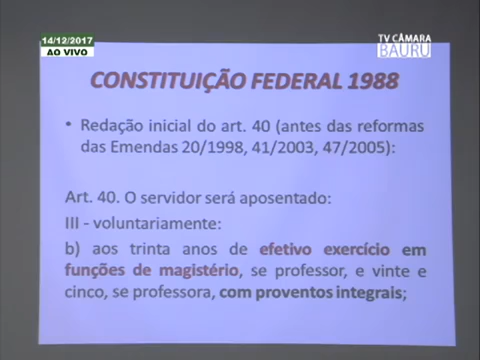 14/12/2017
AO VIVO
TV CÂMARA
BAURU
CONSTITUIÇÃO FEDERAL 1988
• Redação inicial do art. 40 (antes das reformas
das Emendas 20/1998, 41/2003, 47/2005):
Art. 40. O servidor será aposentado:
III - voluntariamente:
b) aos trinta anos de efetivo exercício em
funções de magistério, se professor, e vinte e
cinco, se professora, com proventos integrais;